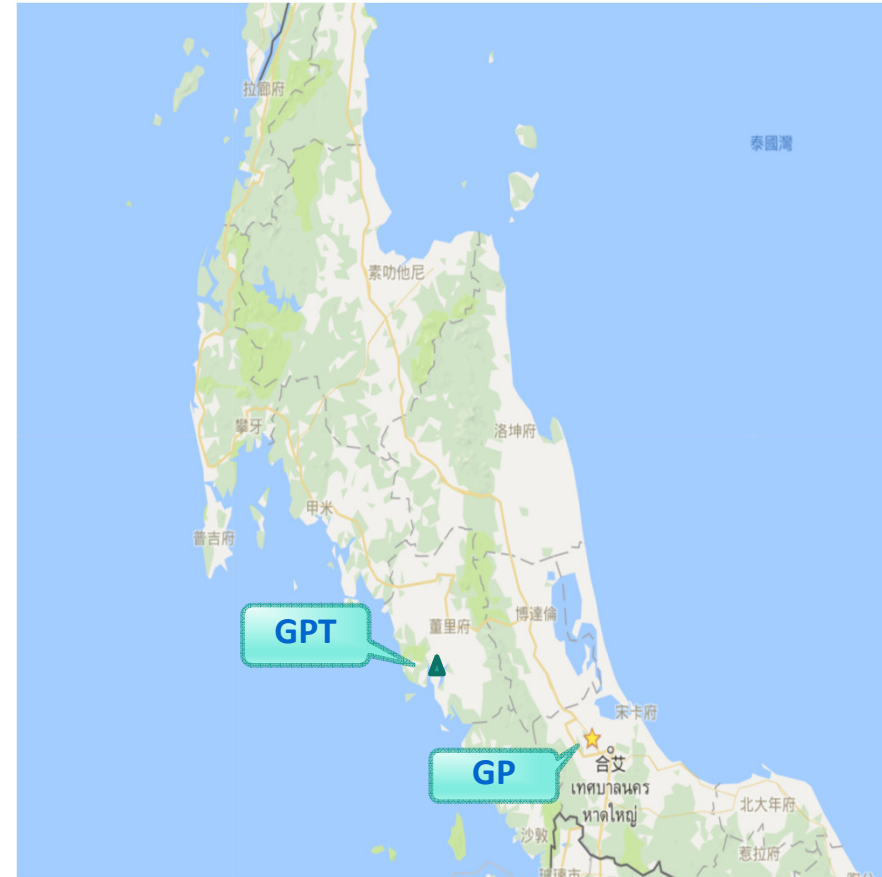 拉廊府
泰國灣
素叻他尼
攀牙
洛坤府
甲米
普吉府
GPT
董里府
博達倫
宋卡府
GP
合艾
เทศบาลนคร
หาดใหญ่
北大年府
沙敦
惹拉府
玻璃市